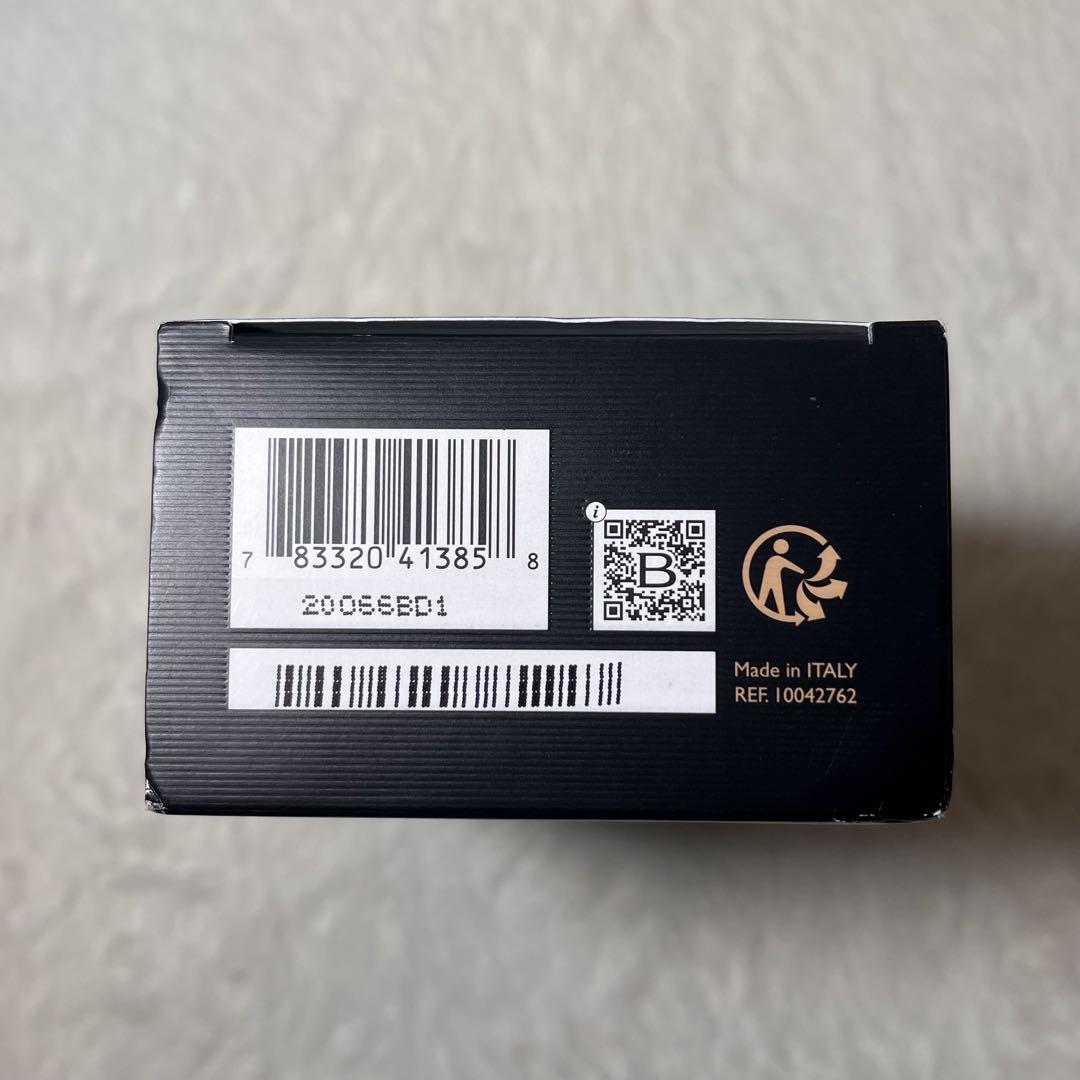 7 83320 41385 8
20066BD1
i
B
Made in ITALY
REF. 10042762